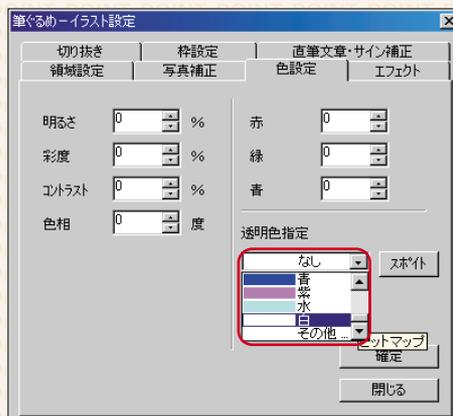 筆ぐるめーイラスト設定
切り抜き 枠設定 直筆文章・サイン補正
領域設定 写真補正 色設定 エフェクト
明るさ 0 % 赤 0
彩度 0 % 緑 0
コントラスト 0 % 青 0
色相 0 度
透明色指定
なし スポイト
青
紫
水
白
その他...
ビットマップ
確定
閉じる